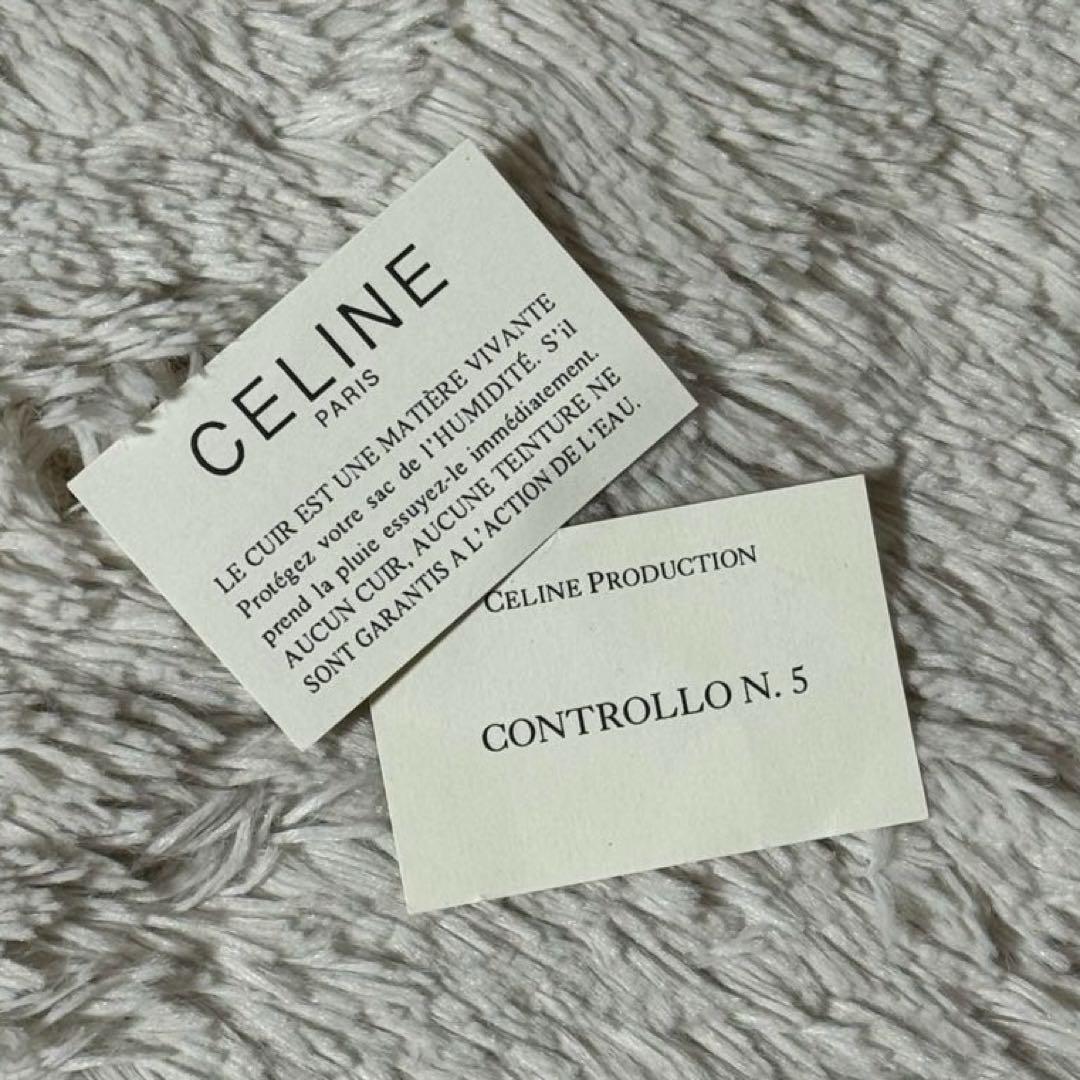 CELINE
PARIS
LE CUIR EST UNE MATIÈRE VIVANTE
Protégez votre sac de l'HUMIDITÉ. S'il
prend la pluie essuyez-le immédiatement.
AUCUN CUIR, AUCUNE TEINTURE NE
SONT GARANTIS A L'ACTION DE L'EAU.
CELINE PRODUCTION
CONTROLLO N. 5